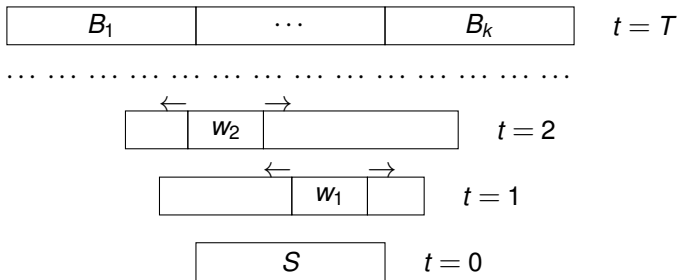 B₁ ⋯ Bₖ t = T
⋯ ⋯ ⋯ ⋯ ⋯ ⋯ ⋯ ⋯ ⋯ ⋯ ⋯ ⋯ ⋯ ⋯
← →
w₂ t = 2
← →
w₁ t = 1
S t = 0